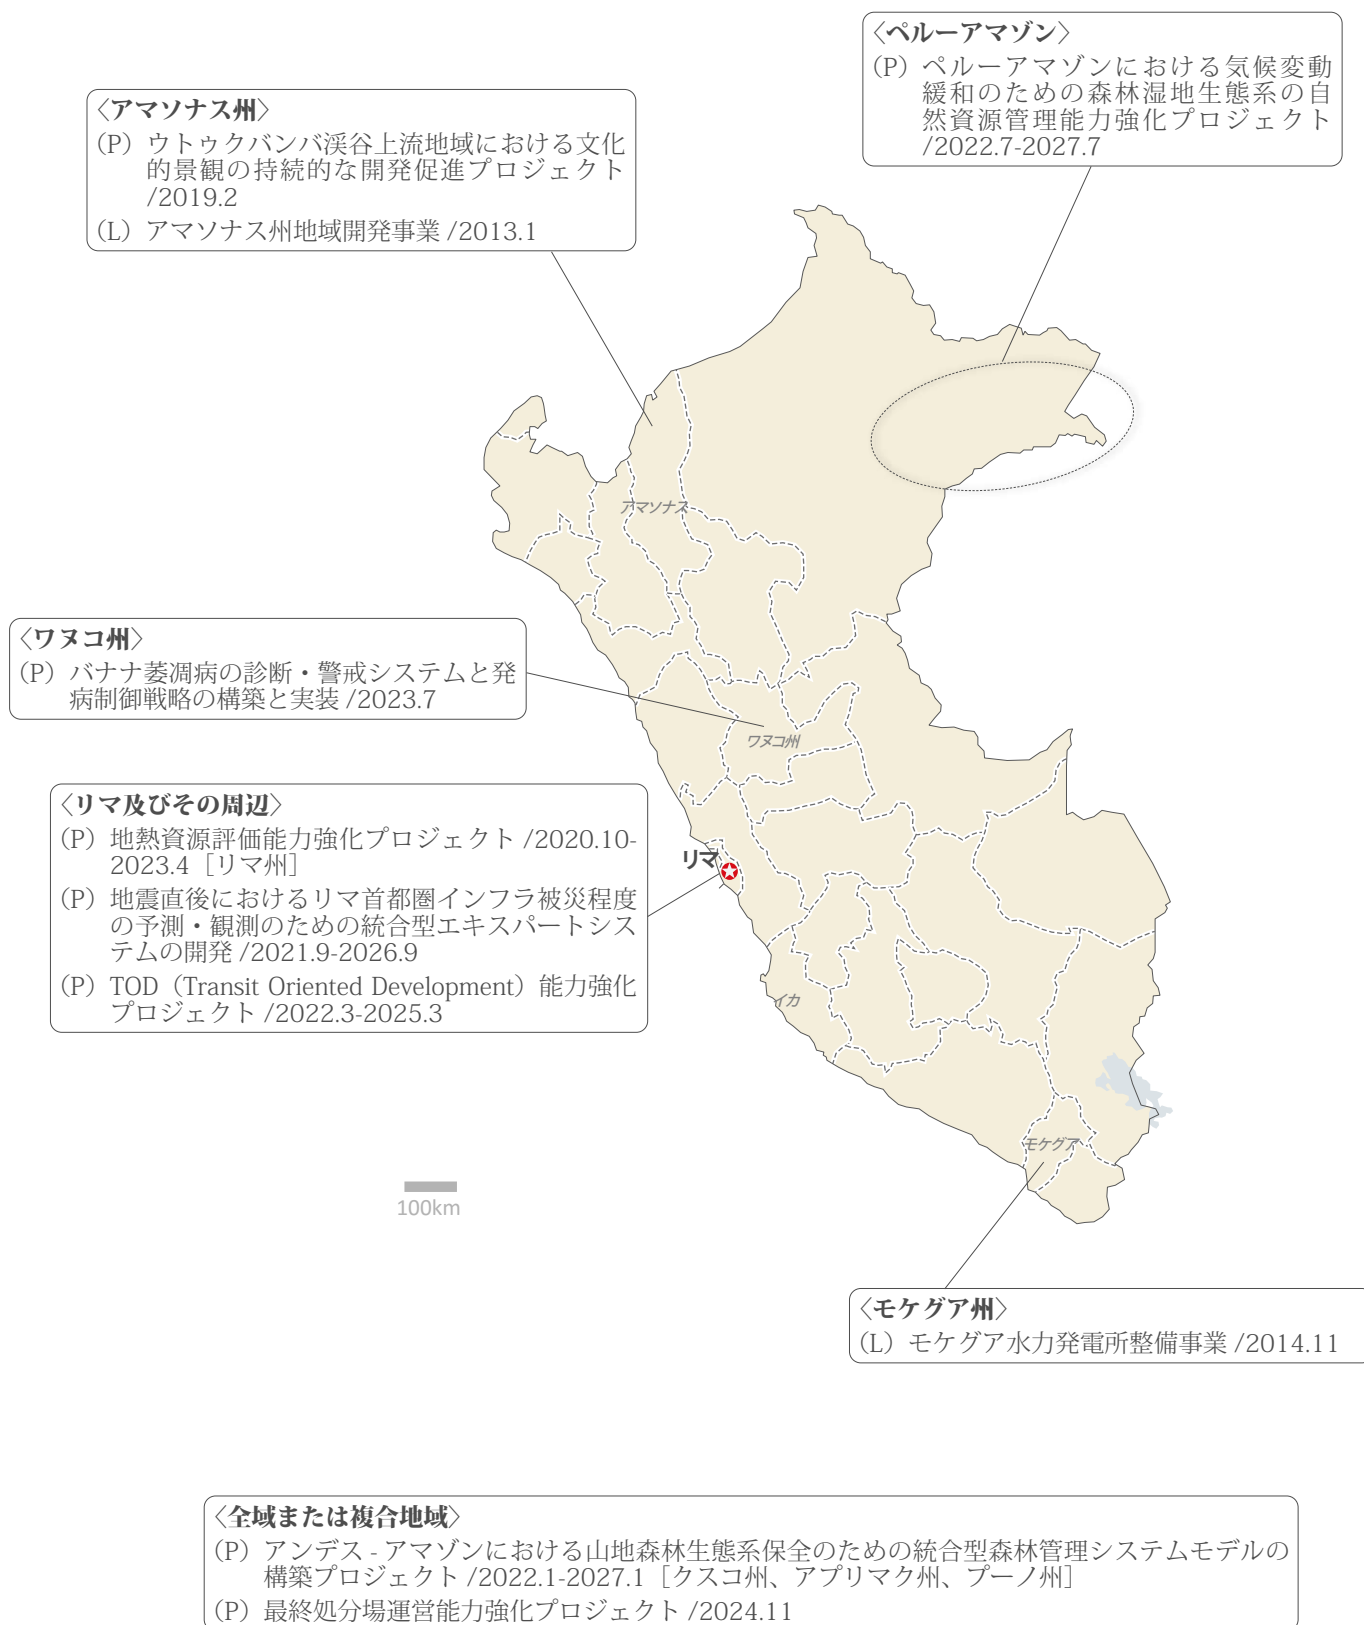 〈ペルーアマゾン〉
（P）ペルーアマゾンにおける気候変動
緩和のための森林湿地生態系の自
然資源管理能力強化プロジェクト
/2022.7-2027.7
〈アマソナス州〉
（P）ウトゥクバンバ渓谷上流地域における文化
的景観の持続的な開発促進プロジェクト
/2019.2
（L）アマソナス州地域開発事業 /2013.1
アマソナス
〈ワヌコ州〉
（P）バナナ萎凋病の診断・警戒システムと発
病制御戦略の構築と実装 /2023.7
ワヌコ州
〈リマ及びその周辺〉
（P）地熱資源評価能力強化プロジェクト /2020.10-
2023.4［リマ州］
（P）地震直後におけるリマ首都圏インフラ被災程度
の予測・観測のための統合型エキスパートシス
テムの開発 /2021.9-2026.9
（P）TOD（Transit Oriented Development）能力強化
プロジェクト /2022.3-2025.3
リマ
イカ
モケグア
100km
〈モケグア州〉
（L）モケグア水力発電所整備事業 /2014.11
〈全域または複合地域〉
（P）アンデス - アマゾンにおける山地森林生態系保全のための統合型森林管理システムモデルの
構築プロジェクト /2022.1-2027.1［クスコ州、アプリマク州、プーノ州］
（P）最終処分場運営能力強化プロジェクト /2024.11